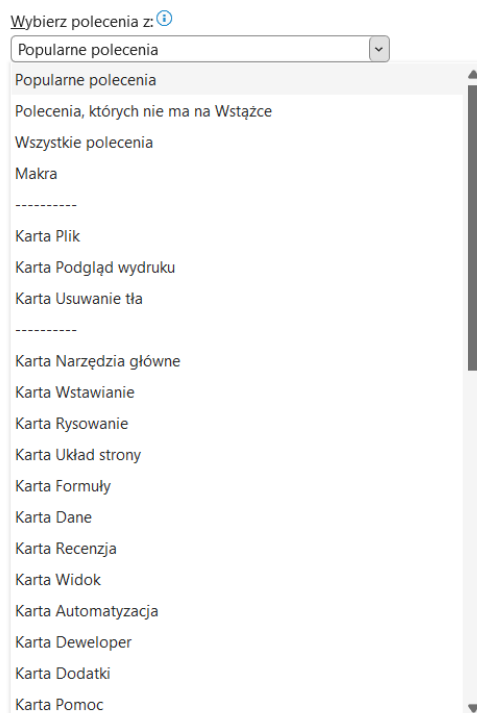 Wybierz polecenia z:
Popularne polecenia
Popularne polecenia
Polecenia, których nie ma na Wstążce
Wszystkie polecenia
Makra
----------
Karta Plik
Karta Podgląd wydruku
Karta Usuwanie tła
----------
Karta Narzędzia główne
Karta Wstawianie
Karta Rysowanie
Karta Układ strony
Karta Formuły
Karta Dane
Karta Recenzja
Karta Widok
Karta Automatyzacja
Karta Deweloper
Karta Dodatki
Karta Pomoc